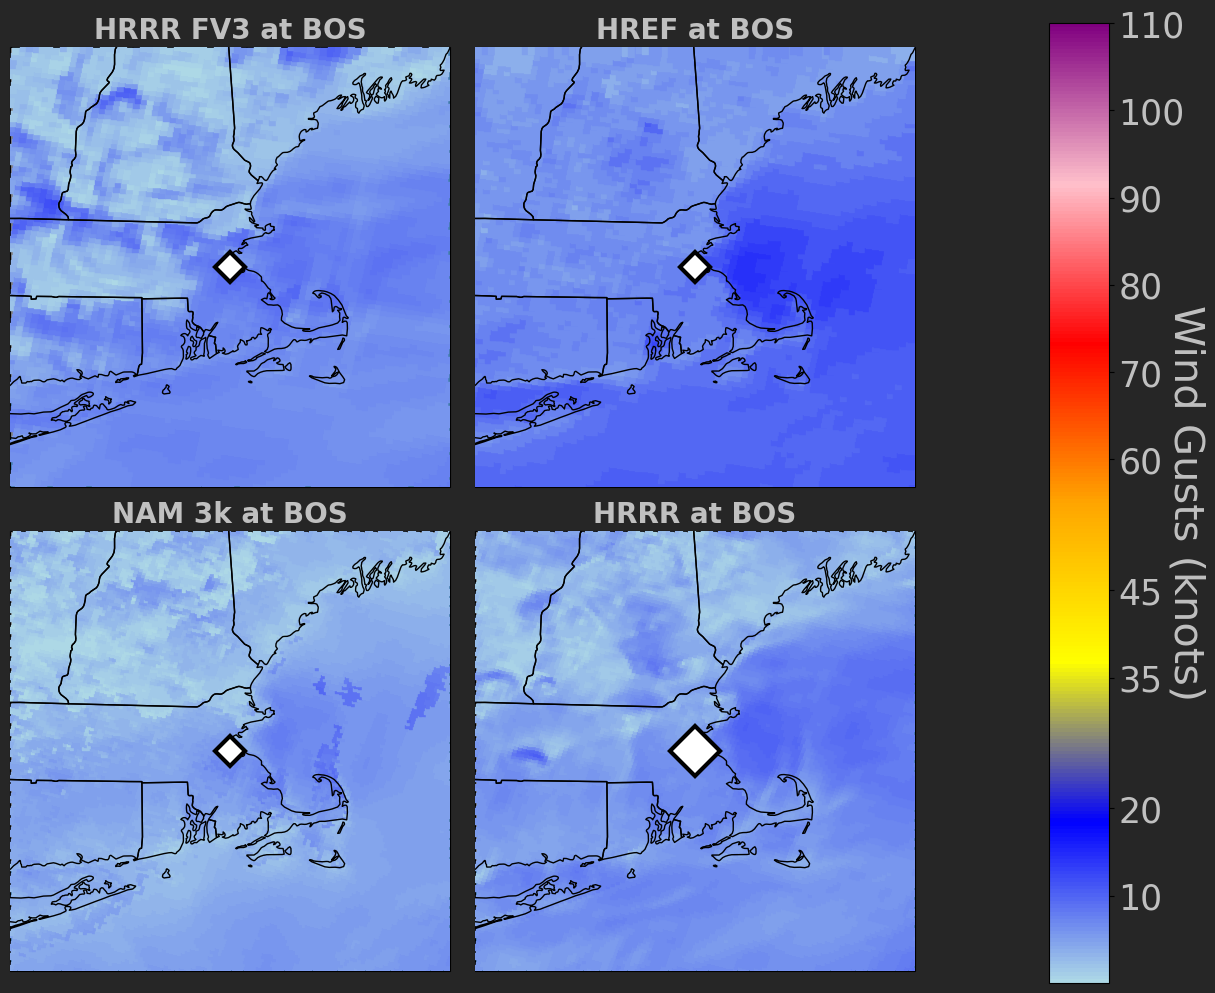 HRRR FV3 at BOS
HREF at BOS
NAM 3k at BOS
HRRR at BOS
110
100
90
80
70
60
45
35
20
10
Wind Gusts (knots)